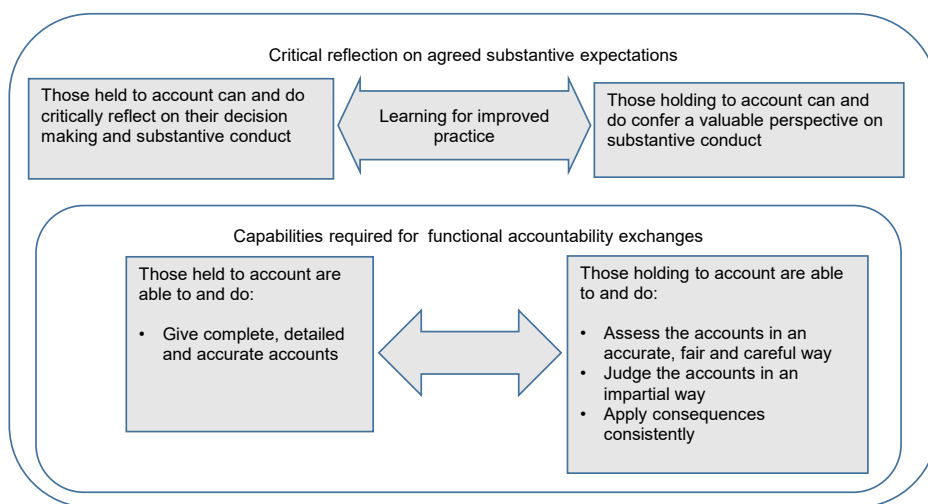 Critical reflection on agreed substantive expectations
Those held to account can and do
critically reflect on their decision
making and substantive conduct
Learning for improved
practice
Those holding to account can and
do confer a valuable perspective on
substantive conduct
Capabilities required for functional accountability exchanges
Those held to account are
able to and do:
• Give complete, detailed
and accurate accounts
Those holding to account are able
to and do:
• Assess the accounts in an
accurate, fair and careful way
• Judge the accounts in an
impartial way
• Apply consequences
consistently